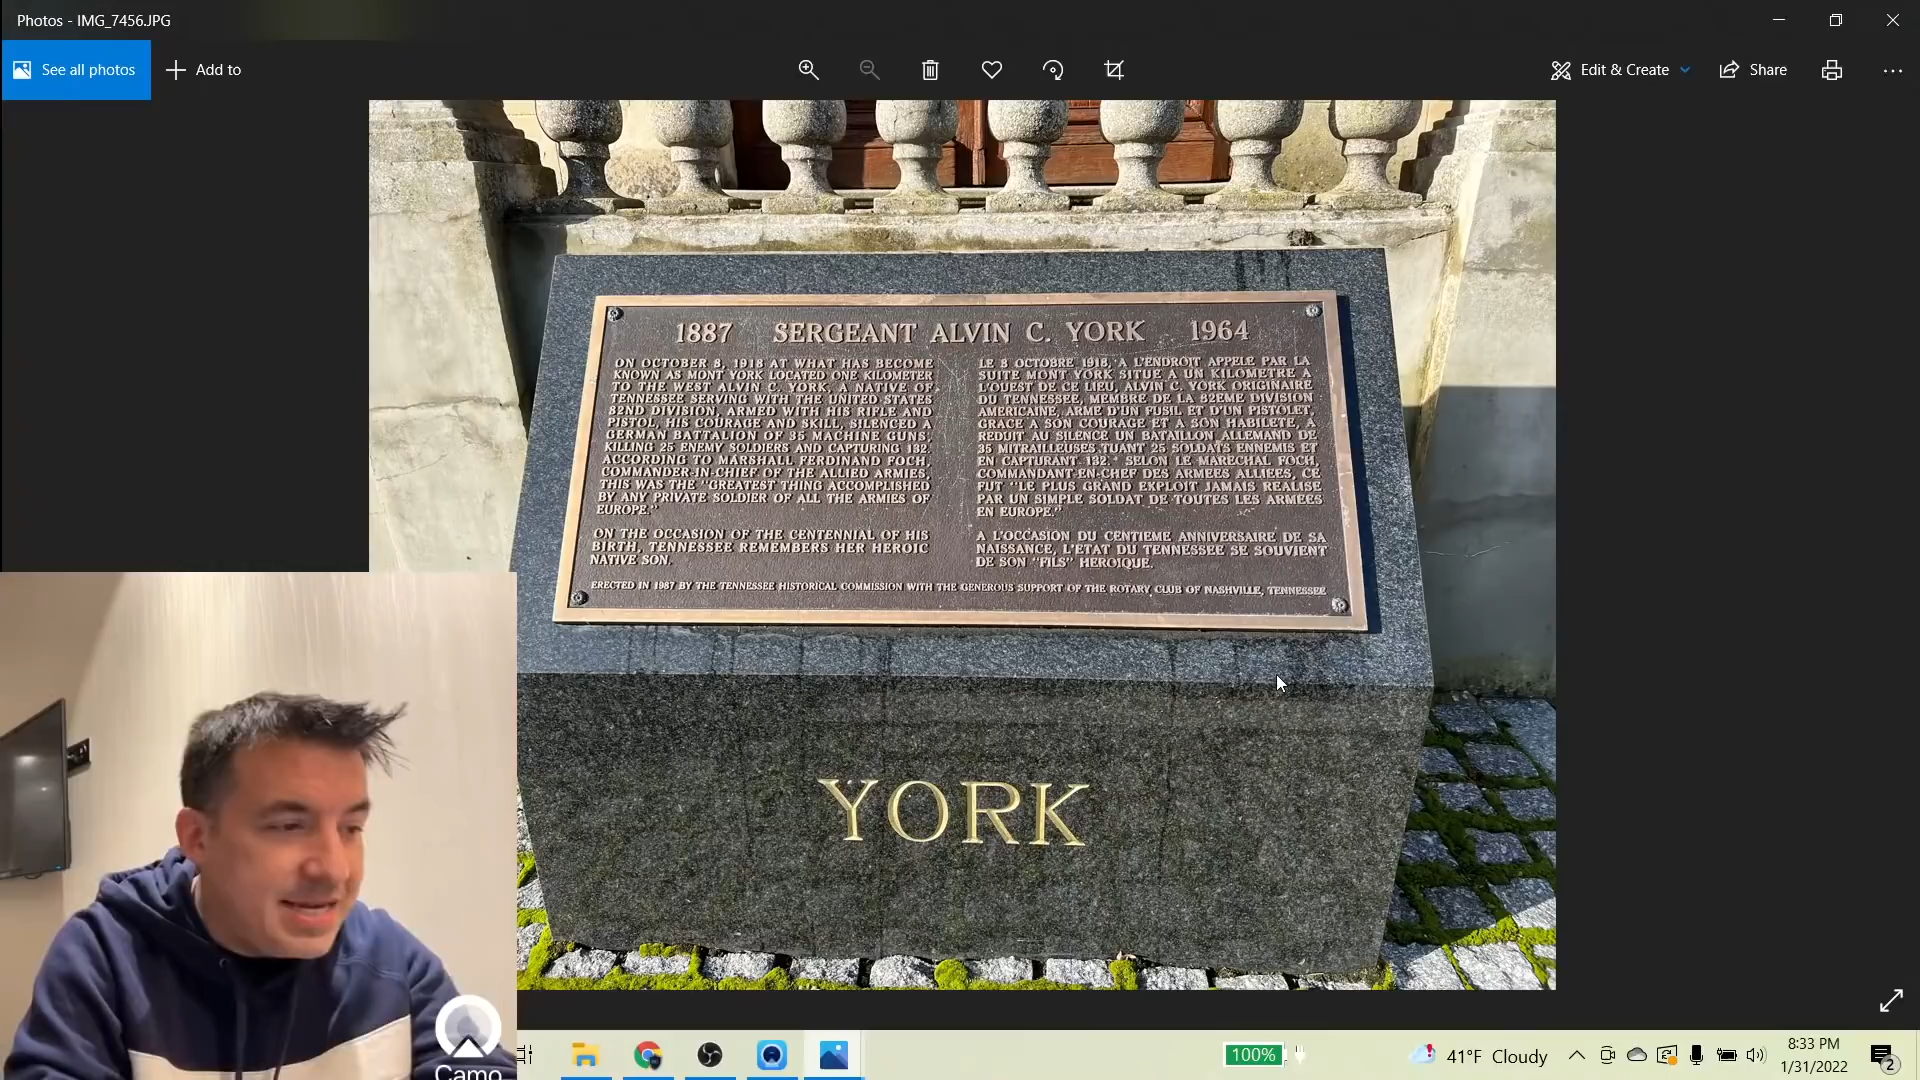 Photos - IMG_7456.JPG
See all photos
Add to
Edit & Create
Share
1887 SERGEANT ALVIN C. YORK 1964
ON OCTOBER 8, 1918 AT WHAT HAS BECOME
KNOWN AS MONT YORK LOCATED ONE KILOMETER
TO THE WEST ALVIN C. YORK, A NATIVE OF
TENNESSEE SERVING WITH THE UNITED STATES
82ND DIVISION, ARMED WITH HIS RIFLE AND
PISTOL, HIS COURAGE AND SKILL, SILENCED A
GERMAN BATTALION OF 35 MACHINE GUNS,
KILLING 25 ENEMY SOLDIERS AND CAPTURING 132.
ACCORDING TO MARSHALL FERDINAND FOCH,
COMMANDER-IN-CHIEF OF THE ALLIED ARMIES,
THIS WAS THE "GREATEST THING ACCOMPLISHED
BY ANY PRIVATE SOLDIER OF ALL THE ARMIES OF
EUROPE."
ON THE OCCASION OF THE CENTENNIAL OF HIS
BIRTH, TENNESSEE REMEMBERS HER HEROIC
NATIVE SON.
LE 8 OCTOBRE 1918, A L'ENDROIT APPELE PAR LA
SUITE MONT YORK SITUE A UN KILOMETRE A
L'OUEST DE CE LIEU, ALVIN C. YORK ORIGINAIRE
DU TENNESSEE, MEMBRE DE LA 82EME DIVISION
AMERICAINE, ARME D'UN FUSIL ET D'UN PISTOLET,
GRACE A SON COURAGE ET A SON HABILETE, A
REDUIT AU SILENCE UN BATAILLON ALLEMAND DE
35 MITRAILLEUSES TUANT 25 SOLDATS ENNEMIS ET
EN CAPTURANT 132. SELON LE MARECHAL FOCH,
COMMANDANT-EN-CHEF DES ARMEES ALLIEES, CE
FUT "LE PLUS GRAND EXPLOIT JAMAIS REALISE
PAR UN SIMPLE SOLDAT DE TOUTES LES ARMEES
EN EUROPE."
A L'OCCASION DU CENTIEME ANNIVERSAIRE DE SA
NAISSANCE, L'ETAT DU TENNESSEE SE SOUVIENT
DE SON "FILS" HEROIQUE.
ERECTED IN 1987 BY THE TENNESSEE HISTORICAL COMMISSION WITH THE GENEROUS SUPPORT OF THE ROTARY CLUB OF NASHVILLE, TENNESSEE
YORK
Camo
100%
41°F Cloudy
8:33 PM
1/31/2022
2